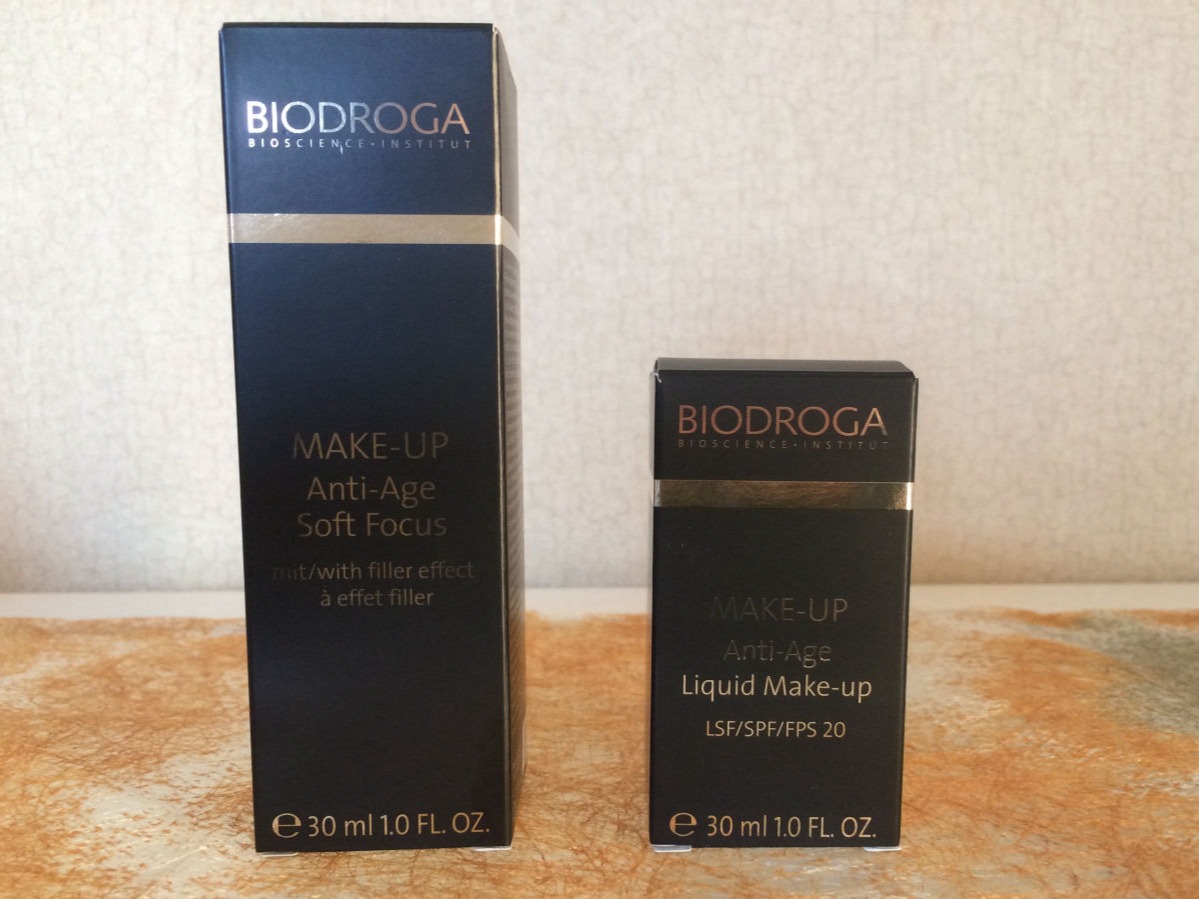 BIODROGA
BIOSCIENCE·INSTITUT
MAKE-UP
Anti-Age
Soft Focus
mit/with filler effect
à effet filler
℮ 30 ml 1.0 FL. OZ.
BIODROGA
BIOSCIENCE·INSTITUT
MAKE-UP
Anti-Age
Liquid Make-up
LSF/SPF/FPS 20
℮ 30 ml 1.0 FL. OZ.